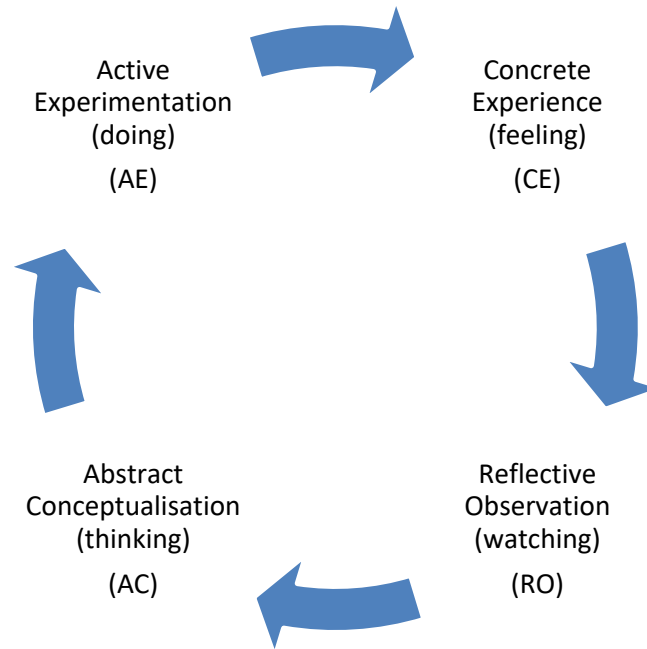 Active
Experimentation
(doing)
(AE)
Concrete
Experience
(feeling)
(CE)
Abstract
Conceptualisation
(thinking)
(AC)
Reflective
Observation
(watching)
(RO)